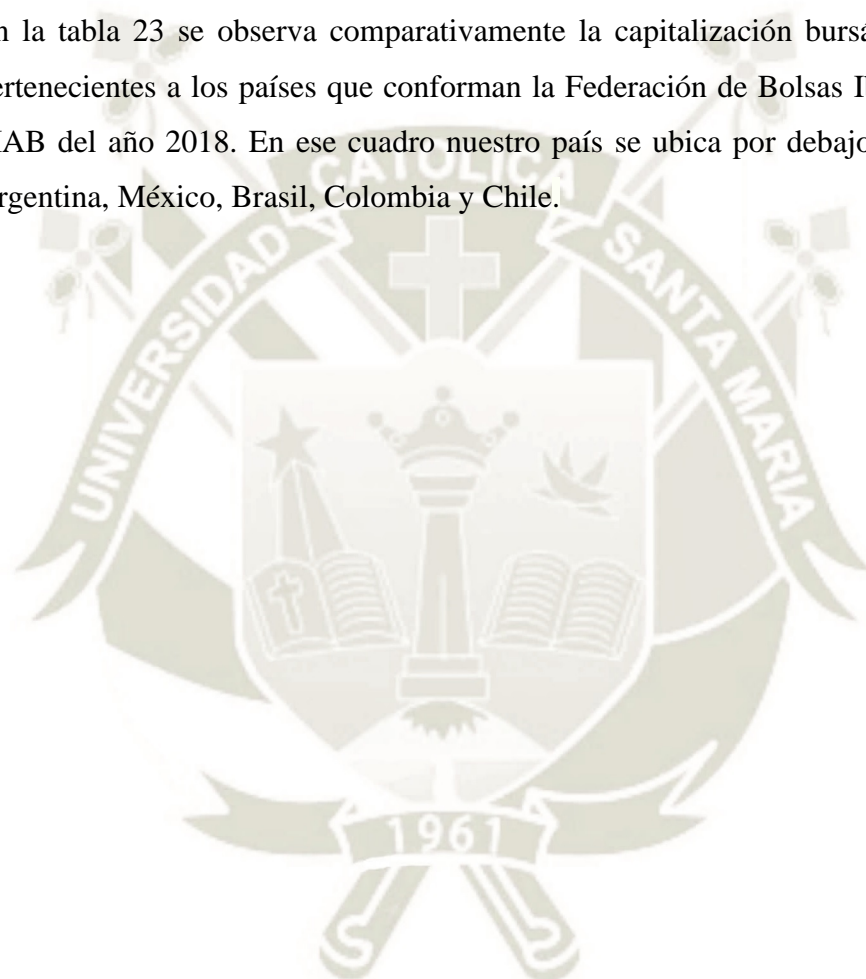 n la tabla 23 se observa comparativamente la capitalización bursá
ertenecientes a los países que conforman la Federación de Bolsas I
IAB del año 2018. En ese cuadro nuestro país se ubica por debajo
rgentina, México, Brasil, Colombia y Chile.
UNIVERSIDAD CATOLICA SANTA MARIA
1961